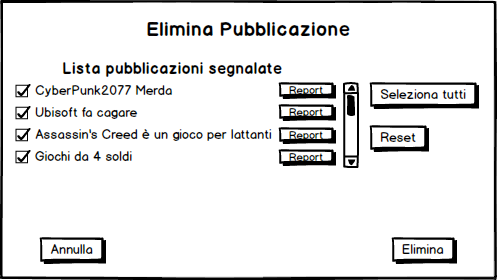 Elimina Pubblicazione
Lista pubblicazioni segnalate
CyberPunk2077 Merda Report
Seleziona tutti
Ubisoft fa cagare Report
Assassin's Creed è un gioco per lattanti Report
Reset
Giochi da 4 soldi Report
Annulla Elimina